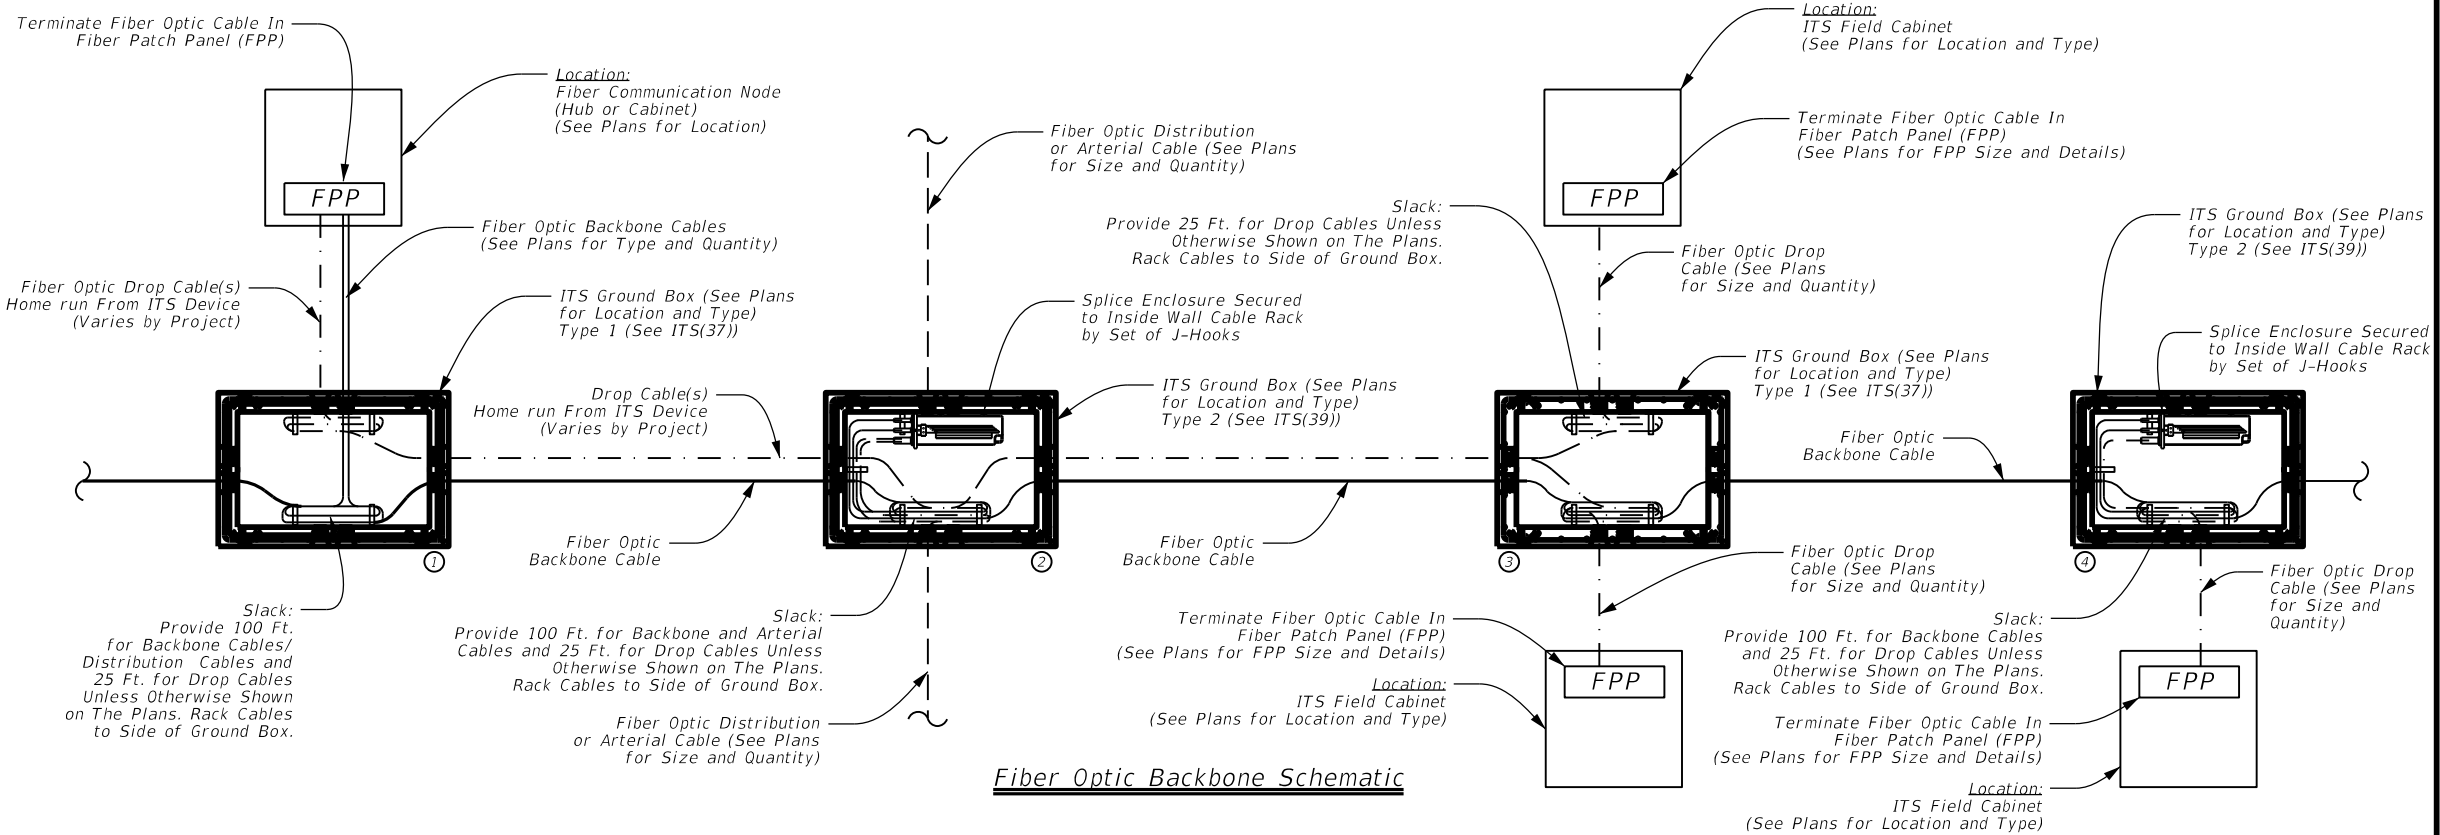 Terminate Fiber Optic Cable In
Fiber Patch Panel (FPP)
Location:
Fiber Communication Node
(Hub or Cabinet)
(See Plans for Location)
FPP
Fiber Optic Backbone Cables
(See Plans for Type and Quantity)
Fiber Optic Drop Cable(s)
Home run From ITS Device
(Varies by Project)
ITS Ground Box (See Plans
for Location and Type)
Type 1 (See ITS(37))
1
Slack:
Provide 100 Ft.
for Backbone Cables/
Distribution Cables and
25 Ft. for Drop Cables
Unless Otherwise Shown
on The Plans. Rack Cables
to Side of Ground Box.
Fiber Optic Distribution
or Arterial Cable (See Plans
for Size and Quantity)
Splice Enclosure Secured
to Inside Wall Cable Rack
by Set of J-Hooks
Drop Cable(s)
Home run From ITS Device
(Varies by Project)
ITS Ground Box (See Plans
for Location and Type)
Type 2 (See ITS(39))
Fiber Optic
Backbone Cable
2
Slack:
Provide 100 Ft. for Backbone and Arterial
Cables and 25 Ft. for Drop Cables Unless
Otherwise Shown on The Plans.
Rack Cables to Side of Ground Box.
Fiber Optic Distribution
or Arterial Cable (See Plans
for Size and Quantity)
Location:
ITS Field Cabinet
(See Plans for Location and Type)
Terminate Fiber Optic Cable In
Fiber Patch Panel (FPP)
(See Plans for FPP Size and Details)
FPP
Slack:
Provide 25 Ft. for Drop Cables Unless
Otherwise Shown on The Plans.
Rack Cables to Side of Ground Box.
Fiber Optic Drop
Cable (See Plans
for Size and Quantity)
ITS Ground Box (See Plans
for Location and Type)
Type 1 (See ITS(37))
Fiber Optic
Backbone Cable
3
Fiber Optic Drop
Cable (See Plans
for Size and Quantity)
Terminate Fiber Optic Cable In
Fiber Patch Panel (FPP)
(See Plans for FPP Size and Details)
FPP
Location:
ITS Field Cabinet
(See Plans for Location and Type)
ITS Ground Box (See Plans
for Location and Type)
Type 2 (See ITS(39))
Splice Enclosure Secured
to Inside Wall Cable Rack
by Set of J-Hooks
Fiber Optic
Backbone Cable
4
Fiber Optic Drop
Cable (See Plans
for Size and
Quantity)
Slack:
Provide 100 Ft. for Backbone Cables
and 25 Ft. for Drop Cables Unless
Otherwise Shown on The Plans.
Rack Cables to Side of Ground Box.
FPP
Terminate Fiber Optic Cable In
Fiber Patch Panel (FPP)
(See Plans for FPP Size and Details)
Location:
ITS Field Cabinet
(See Plans for Location and Type)
Fiber Optic Backbone Schematic